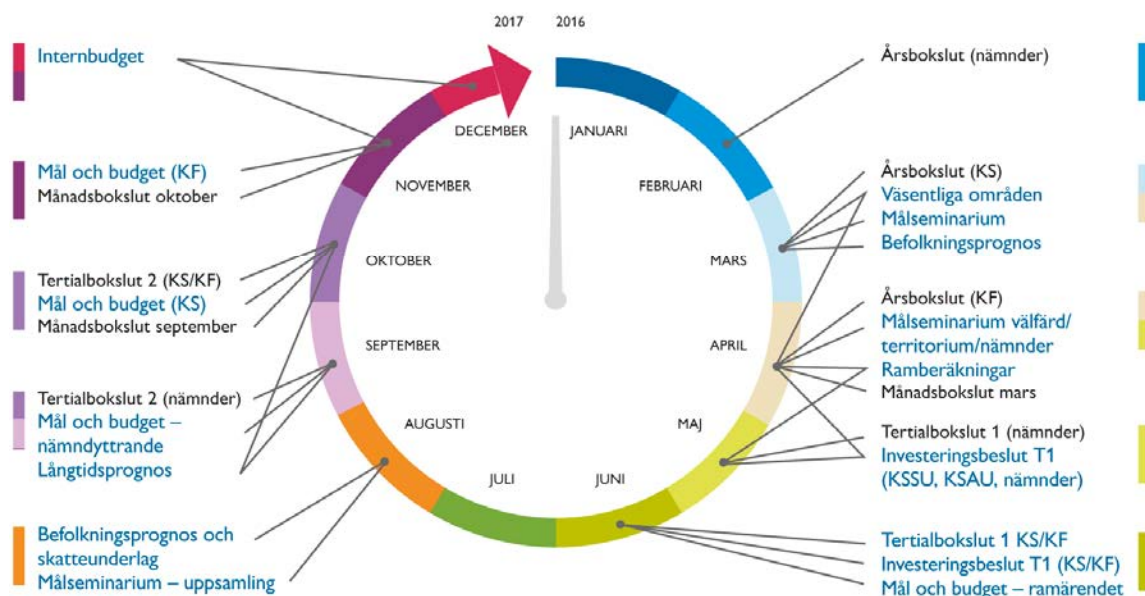 2017 2016
Internbudget
Mål och budget (KF)
Månadsbokslut oktober
Tertialbokslut 2 (KS/KF)
Mål och budget (KS)
Månadsbokslut september
Tertialbokslut 2 (nämnder)
Mål och budget –
nämndyttrande
Långtidsprognos
Befolkningsprognos och
skatteunderlag
Målseminarium – uppsamling
DECEMBER
JANUARI
NOVEMBER
FEBRUARI
OKTOBER
MARS
SEPTEMBER
APRIL
AUGUSTI
MAJ
JULI
JUNI
Årsbokslut (nämnder)
Årsbokslut (KS)
Väsentliga områden
Målseminarium
Befolkningsprognos
Årsbokslut (KF)
Målseminarium välfärd/
territorium/nämnder
Ramberäkningar
Månadsbokslut mars
Tertialbokslut 1 (nämnder)
Investeringsbeslut T1
(KSSU, KSAU, nämnder)
Tertialbokslut 1 KS/KF
Investeringsbeslut T1 (KS/KF)
Mål och budget – ramärendet